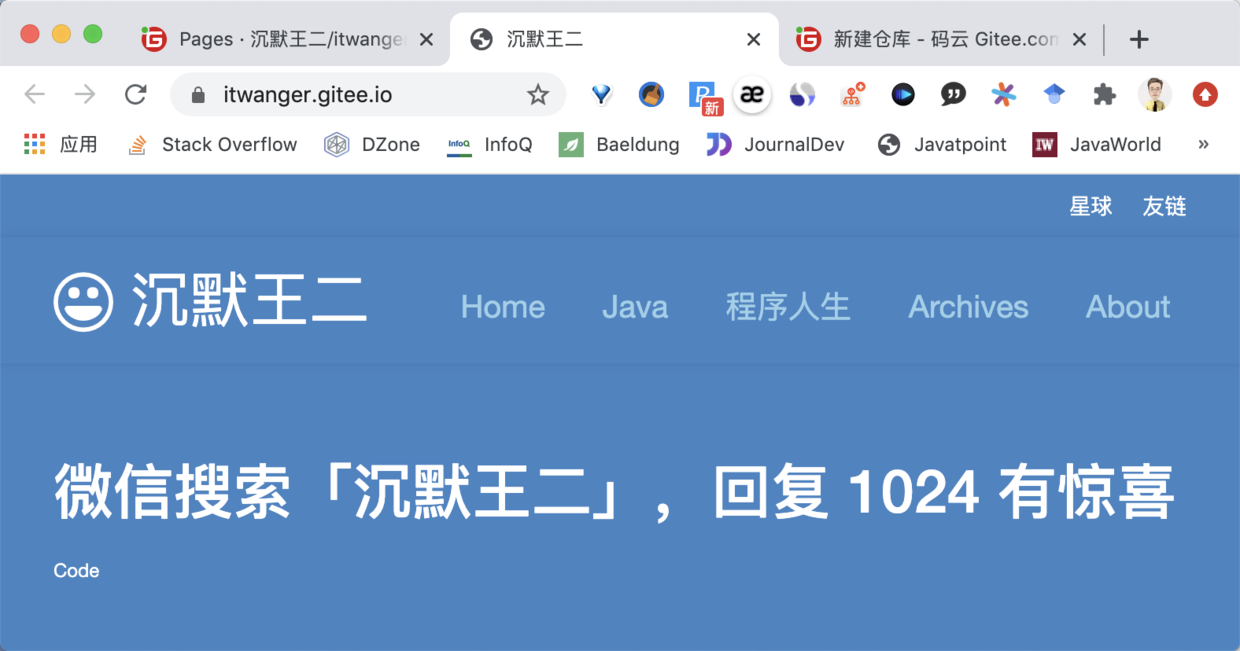 Pages · 沉默王二/itwange 沉默王二 新建仓库 - 码云 Gitee.com
itwanger.gitee.io 新
应用 Stack Overflow DZone InfoQ InfoQ Baeldung JournalDev Javatpoint JavaWorld »
星球 友链
沉默王二 Home Java 程序人生 Archives About
微信搜索「沉默王二」，回复 1024 有惊喜
Code